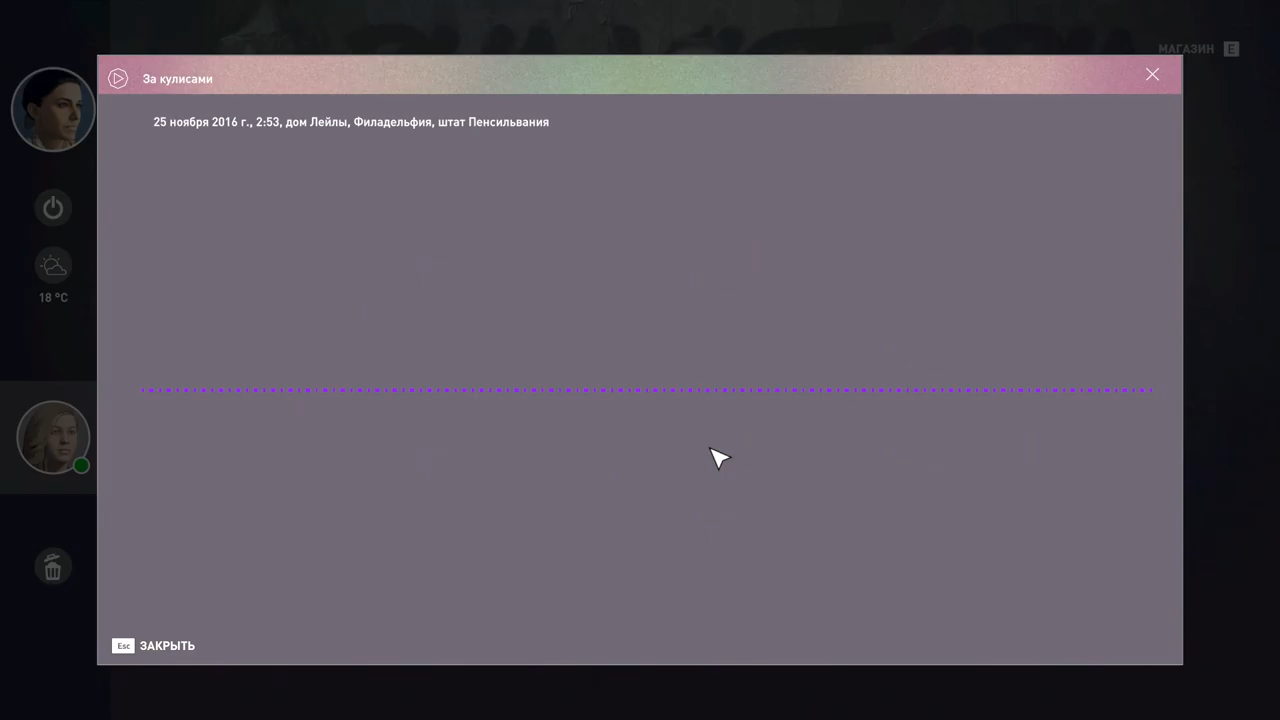 МАГАЗИН E
За кулисами
25 ноября 2016 г., 2:53, дом Лейлы, Филадельфия, штат Пенсильвания
18 °C
Esc ЗАКРЫТЬ